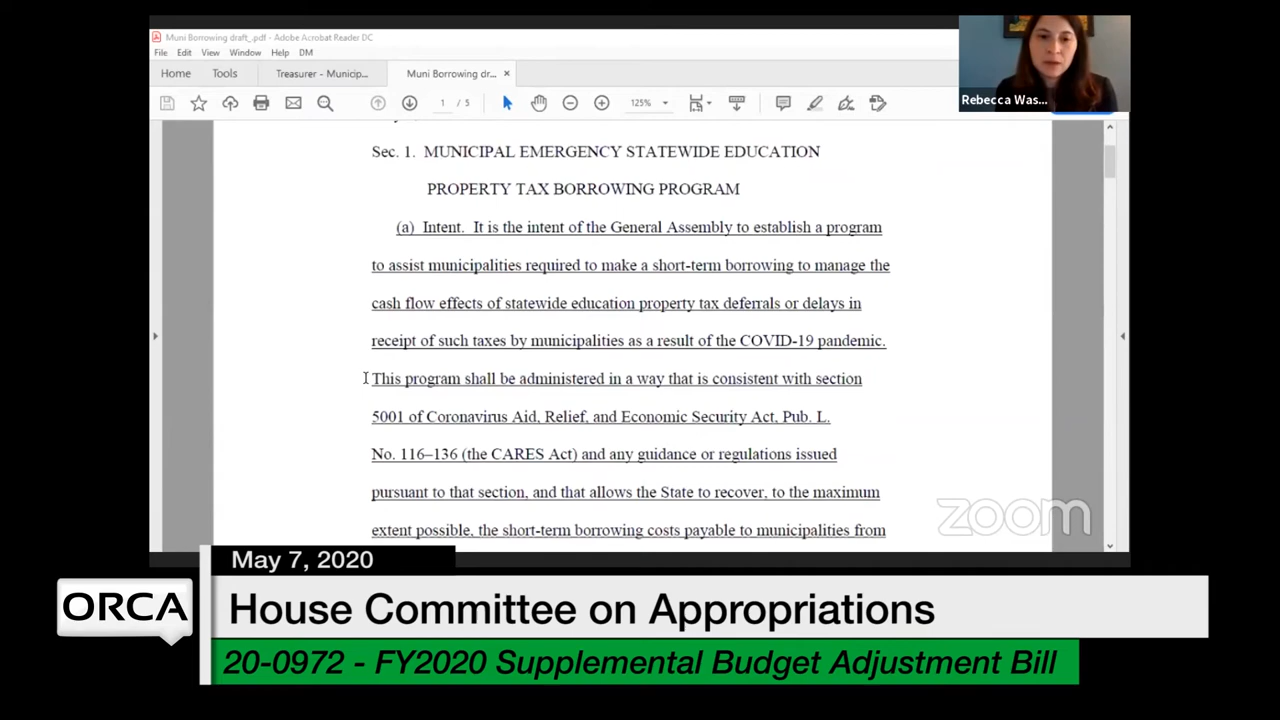 Muni Borrowing draft_.pdf - Adobe Acrobat Reader DC
File Edit View Window Help DM
Home Tools Treasurer - Municip... Muni Borrowing dr... ×
1 / 5 125%
Rebecca Was...
Sec. 1. MUNICIPAL EMERGENCY STATEWIDE EDUCATION
PROPERTY TAX BORROWING PROGRAM
(a) Intent. It is the intent of the General Assembly to establish a program
to assist municipalities required to make a short-term borrowing to manage the
cash flow effects of statewide education property tax deferrals or delays in
receipt of such taxes by municipalities as a result of the COVID-19 pandemic.
This program shall be administered in a way that is consistent with section
5001 of Coronavirus Aid, Relief, and Economic Security Act, Pub. L.
No. 116–136 (the CARES Act) and any guidance or regulations issued
pursuant to that section, and that allows the State to recover, to the maximum
extent possible, the short-term borrowing costs payable to municipalities from
zoom
May 7, 2020
ORCA
House Committee on Appropriations
20-0972 - FY2020 Supplemental Budget Adjustment Bill